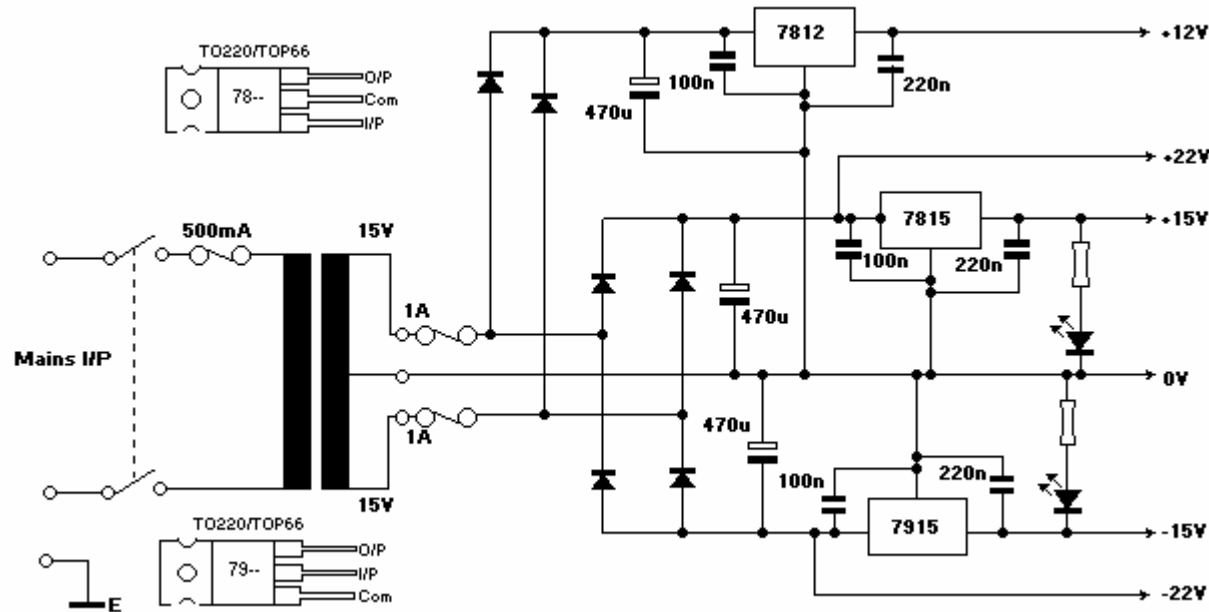 TO220/TOP66
78--
O/P
Com
I/P
7812
+12V
100n
220n
470u
+22V
500mA
15V
7815
+15V
100n
220n
470u
1A
Mains I/P
0V
1A
15V
470u
100n
220n
7915
-15V
-22V
TO220/TOP66
79--
O/P
I/P
Com
E